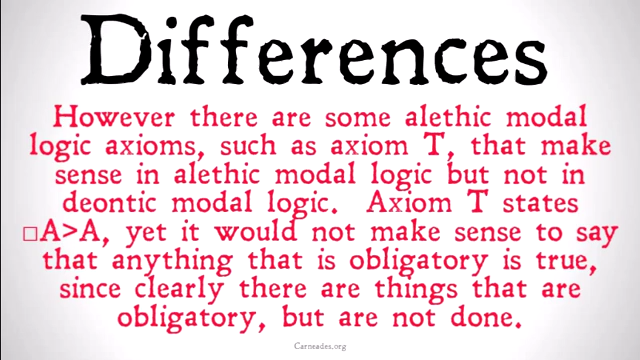 Differences
However there are some alethic modal
logic axioms, such as axiom T, that make
sense in alethic modal logic but not in
deontic modal logic. Axiom T states
□A>A, yet it would not make sense to say
that anything that is obligatory is true,
since clearly there are things that are
obligatory, but are not done.
Carneades.org